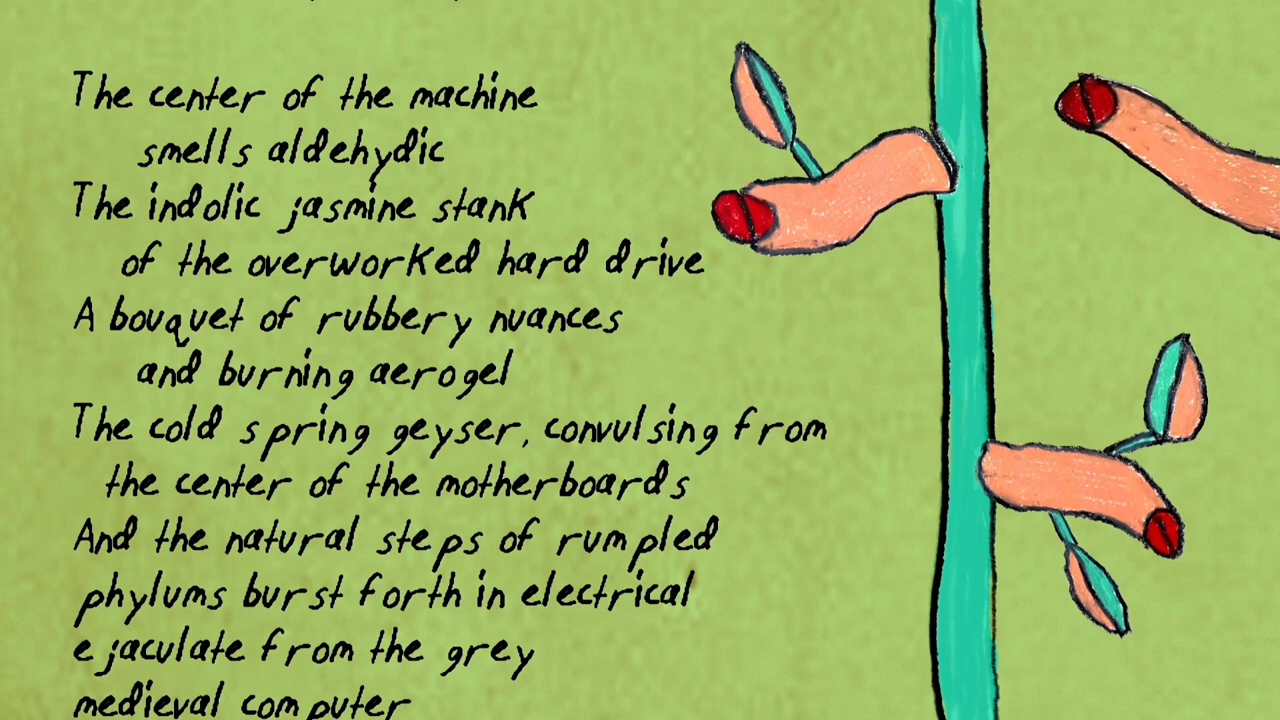 The center of the machine
smells aldehydic
The indolic jasmine stank
of the overworked hard drive
A bouquet of rubbery nuances
and burning aerogel
The cold spring geyser, convulsing from
the center of the motherboards
And the natural steps of rumpled
phylums burst forth in electrical
ejaculate from the grey
medieval computer